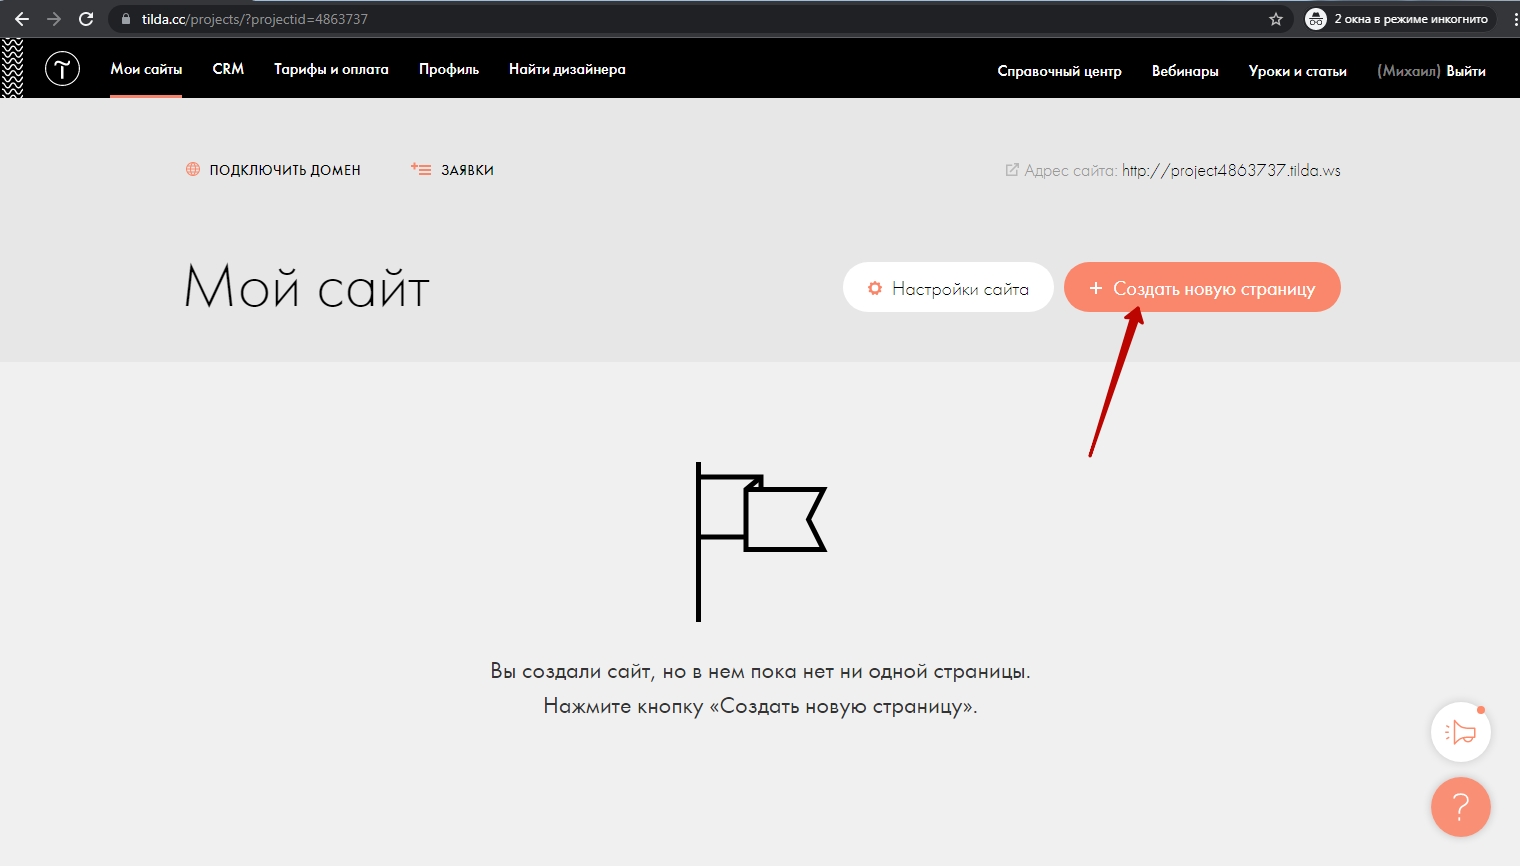 tilda.cc/projects/?projectid=4863737
2 окна в режиме инкогнито
Мои сайты CRM Тарифы и оплата Профиль Найти дизайнера
Справочный центр Вебинары Уроки и статьи (Михаил) Выйти
ПОДКЛЮЧИТЬ ДОМЕН ЗАЯВКИ
Адрес сайта: http://project4863737.tilda.ws
Мой сайт
Настройки сайта
+ Создать новую страницу
Вы создали сайт, но в нем пока нет ни одной страницы.
Нажмите кнопку «Создать новую страницу».
?